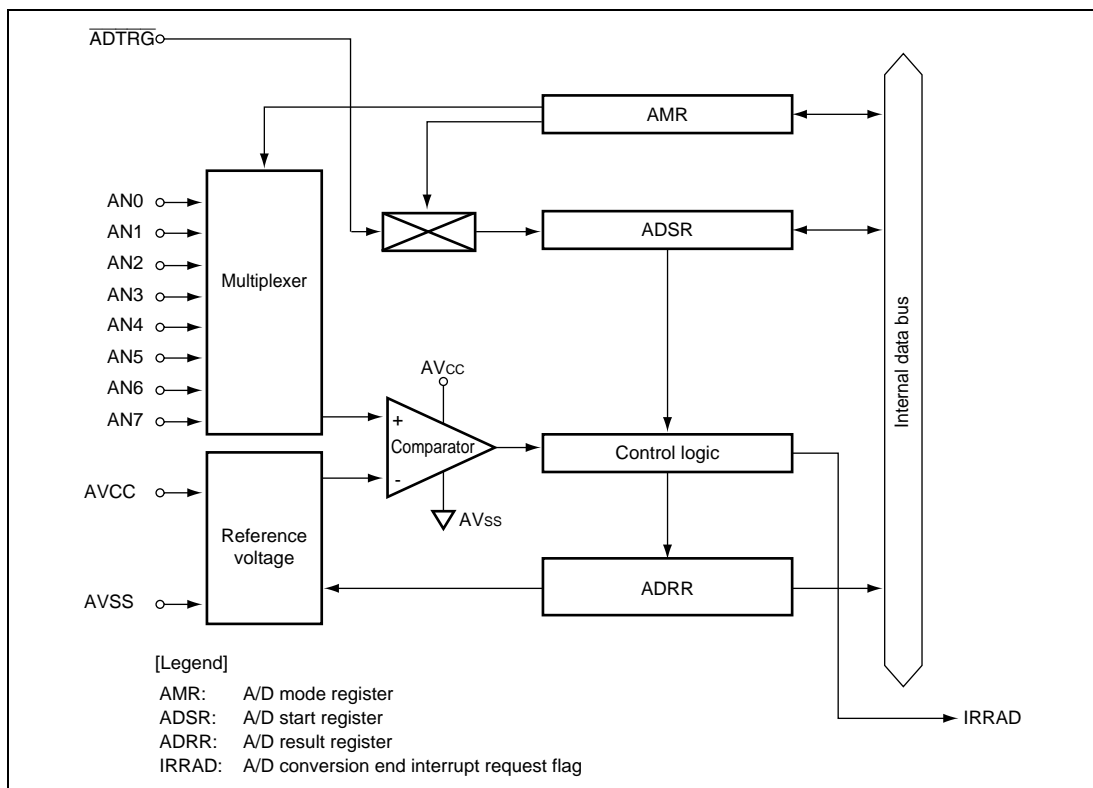 ADTRG
AMR
AN0
AN1
AN2
AN3
AN4
AN5
AN6
AN7
Multiplexer
ADSR
Internal data bus
AVCC
+
Comparator
-
AVSS
Control logic
AVCC
Reference
voltage
AVSS
ADRR
[Legend]
AMR: A/D mode register
ADSR: A/D start register
ADRR: A/D result register
IRRAD: A/D conversion end interrupt request flag
IRRAD